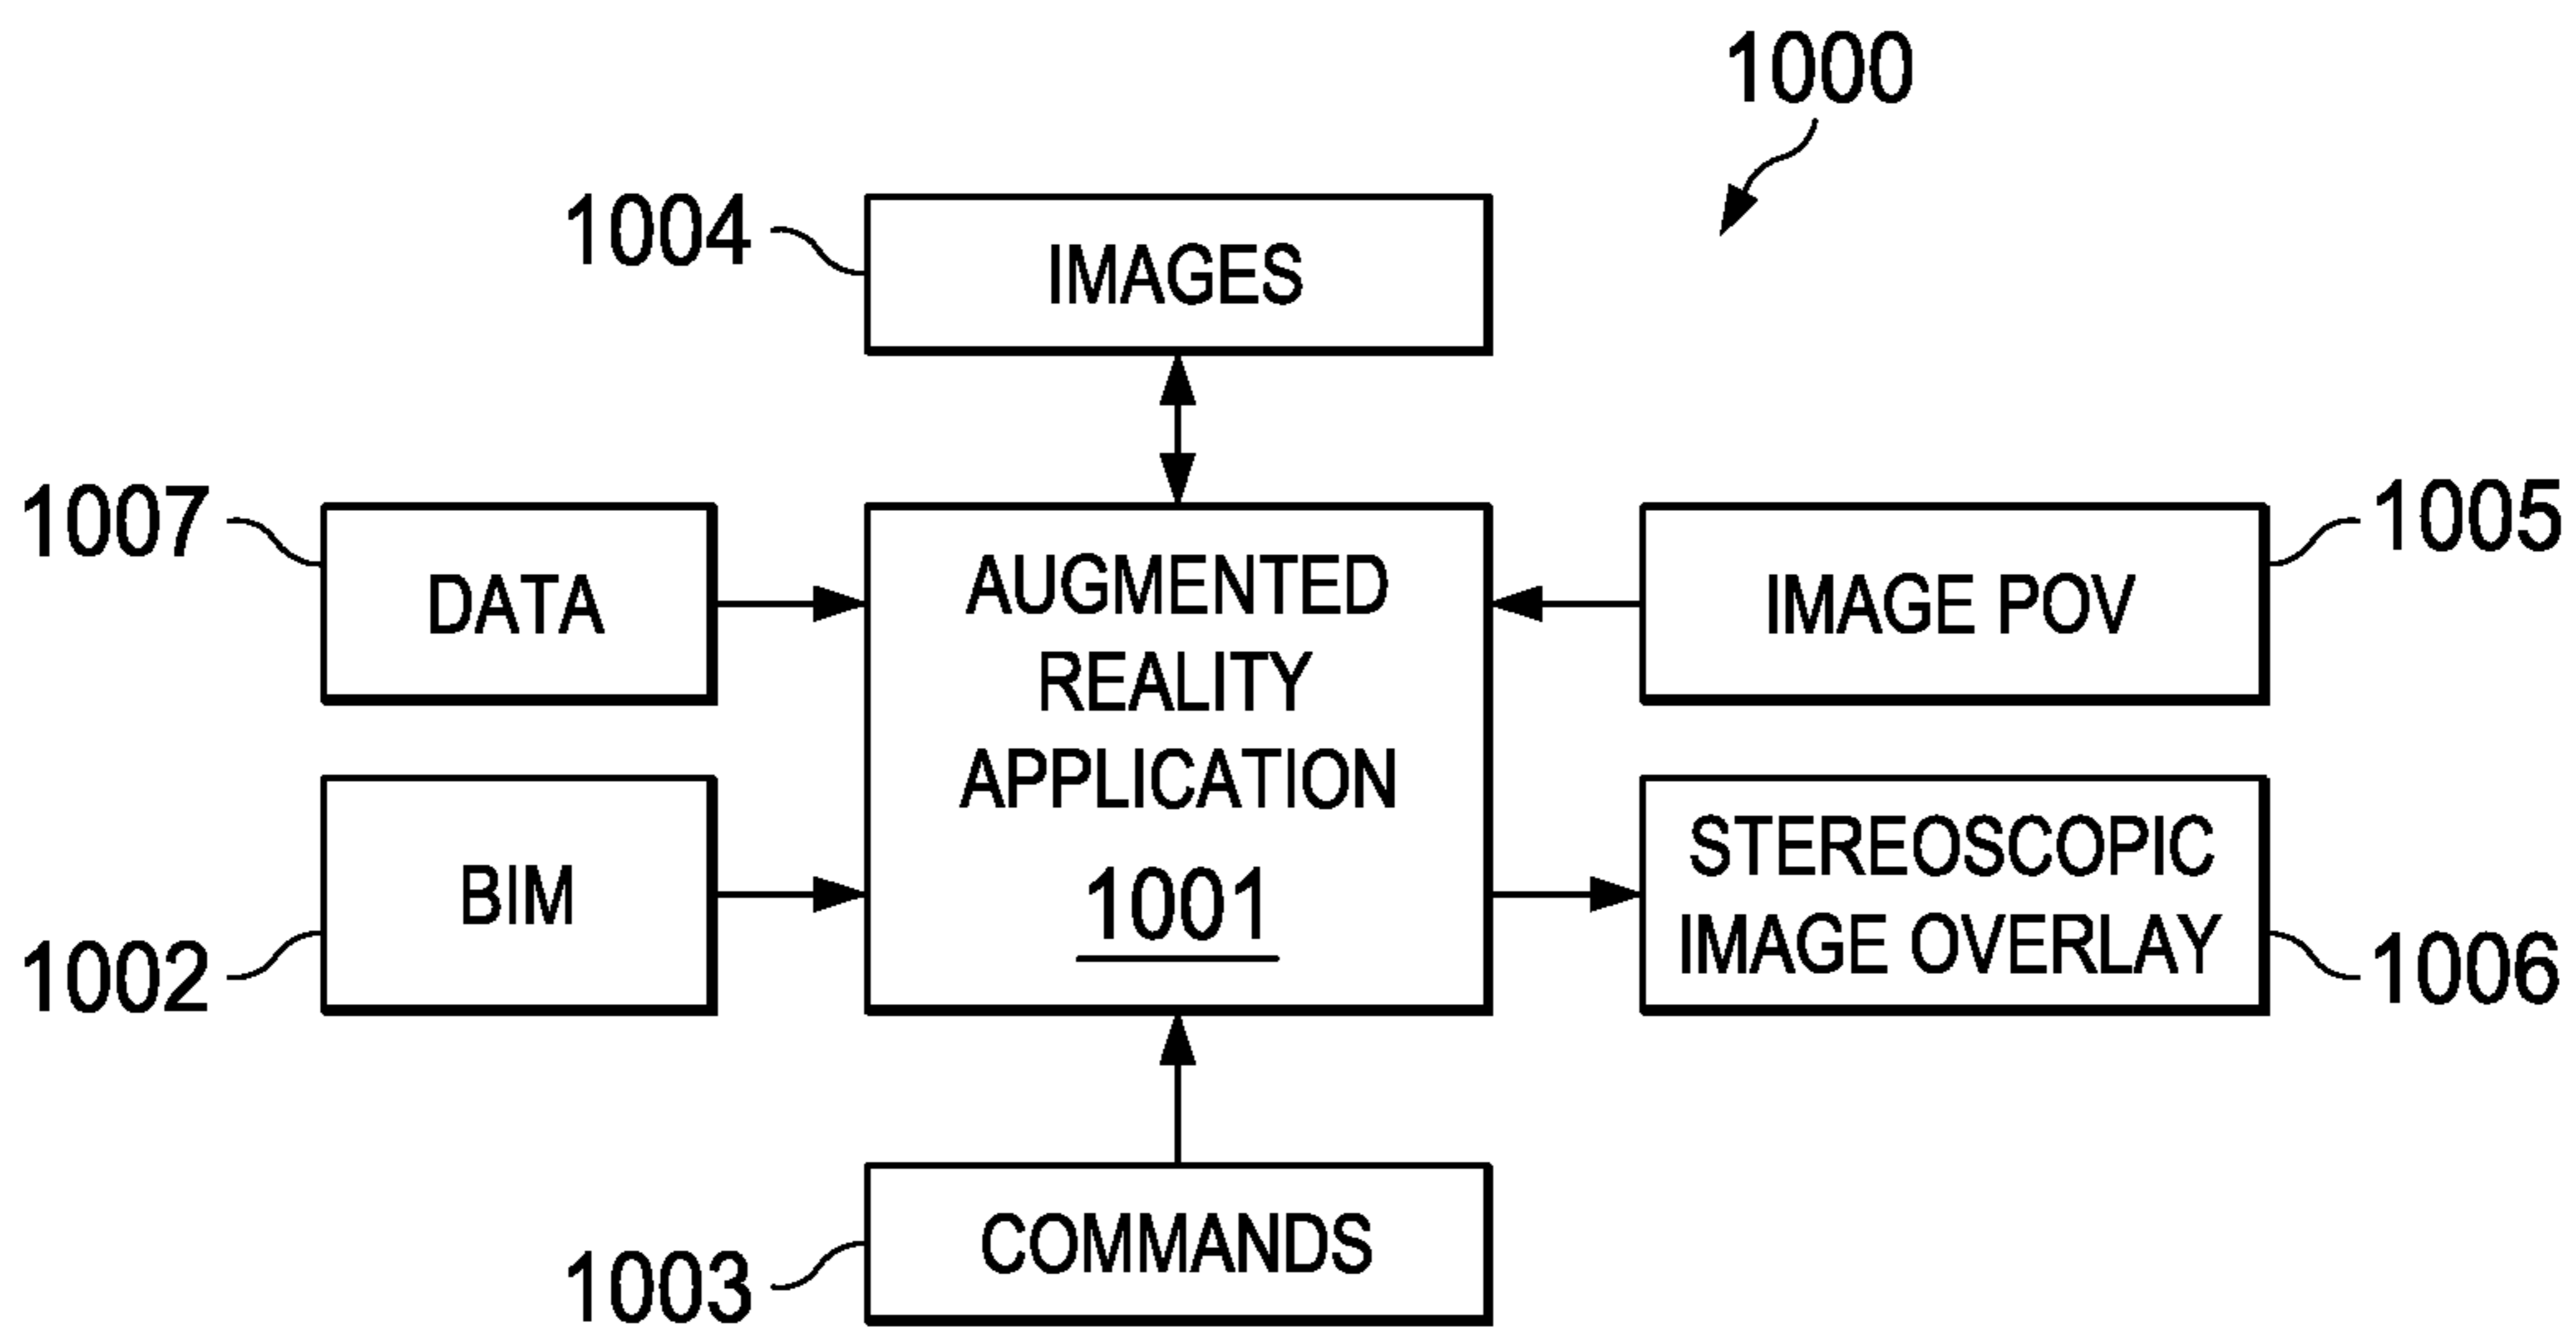 1000
1004
IMAGES
1007
DATA
AUGMENTED
REALITY
APPLICATION
1001
IMAGE POV
1005
BIM
1002
STEREOSCOPIC
IMAGE OVERLAY
1006
COMMANDS
1003